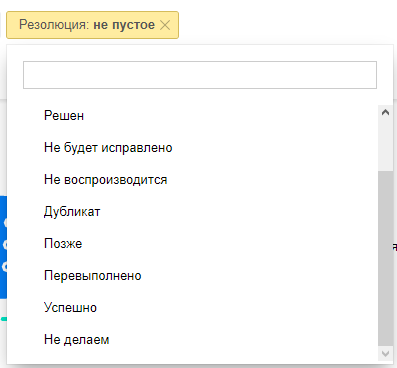 Резолюция: не пустое
Решен
Не будет исправлено
Не воспроизводится
Дубликат
Позже
Перевыполнено
Успешно
Не делаем